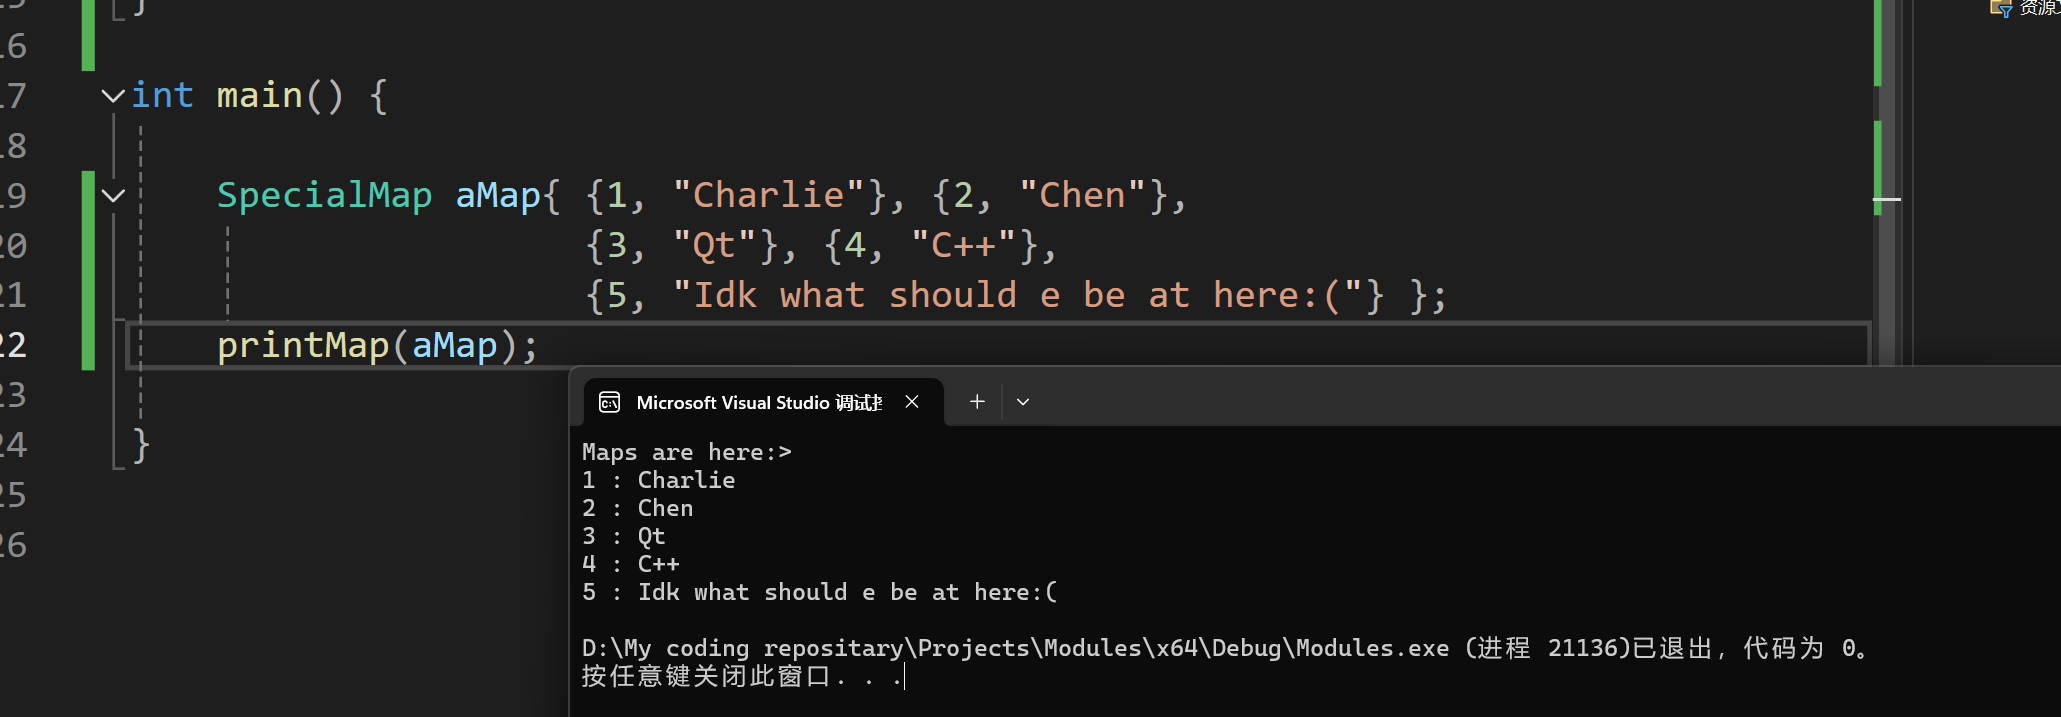 }
16
17 int main() {
18
19 SpecialMap aMap{ {1, "Charlie"}, {2, "Chen"},
20 {3, "Qt"}, {4, "C++"},
21 {5, "Idk what should e be at here:("} };
22 printMap(aMap);
23
24 }
25
26
资源
Microsoft Visual Studio 调试
Maps are here:>
1 : Charlie
2 : Chen
3 : Qt
4 : C++
5 : Idk what should e be at here:(
D:\My coding repositary\Projects\Modules\x64\Debug\Modules.exe (进程 21136)已退出，代码为 0。
按任意键关闭此窗口. . .